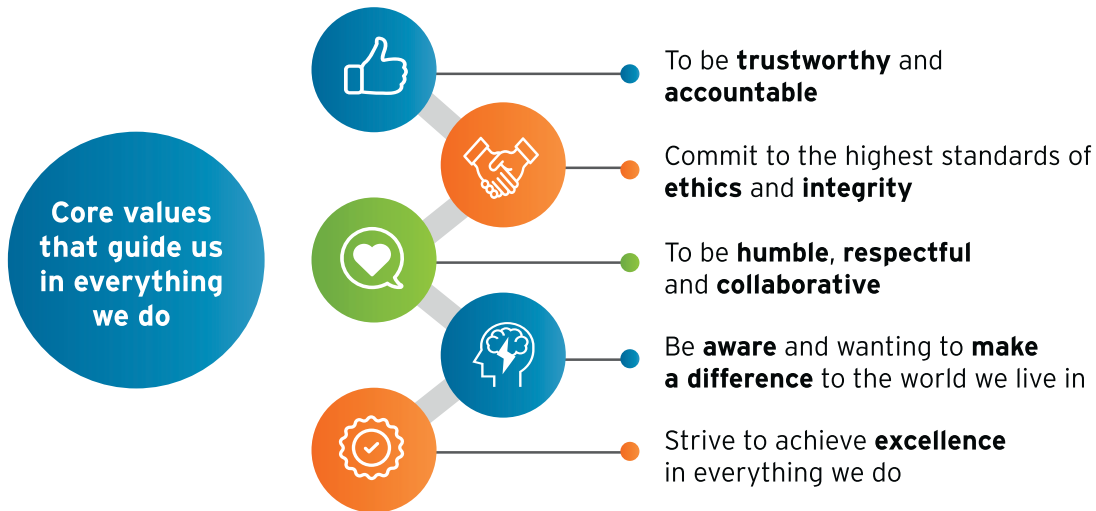 Core values
that guide us
in everything
we do
To be trustworthy and
accountable
Commit to the highest standards of
ethics and integrity
To be humble, respectful
and collaborative
Be aware and wanting to make
a difference to the world we live in
Strive to achieve excellence
in everything we do